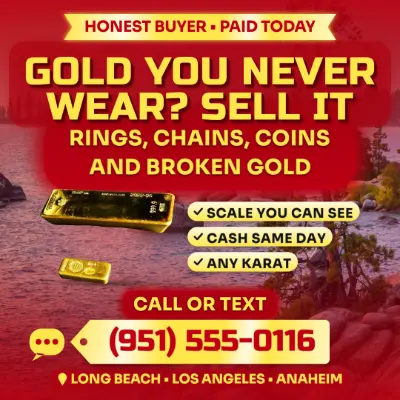 HONEST BUYER • PAID TODAY
GOLD YOU NEVER
WEAR? SELL IT
RINGS, CHAINS, COINS
AND BROKEN GOLD
SCALE YOU CAN SEE
CASH SAME DAY
ANY KARAT
CALL OR TEXT
(951) 555-0116
LONG BEACH • LOS ANGELES • ANAHEIM